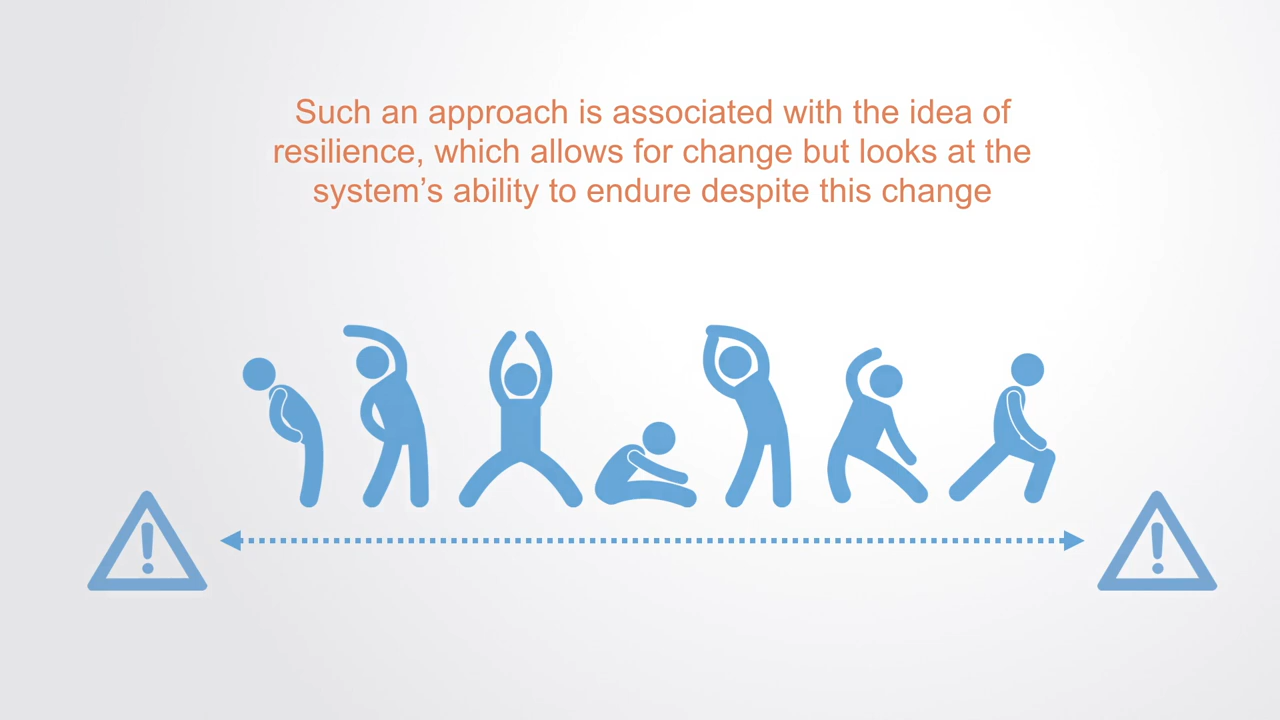 Such an approach is associated with the idea of
resilience, which allows for change but looks at the
system’s ability to endure despite this change